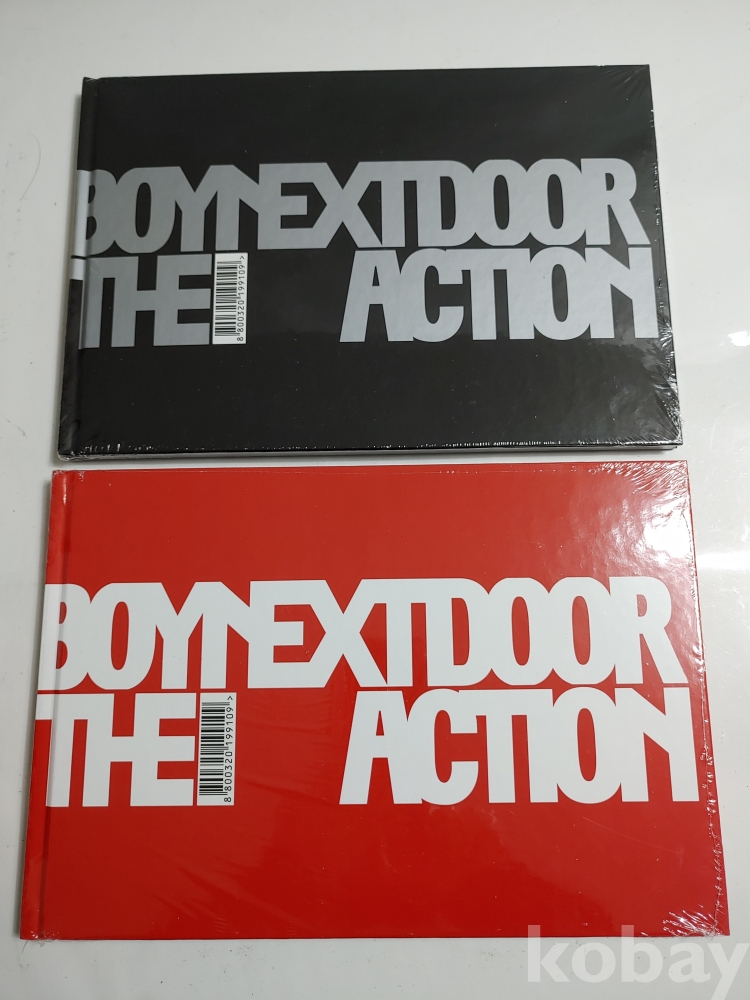 BOYNEXTDOOR
THE ACTION
8 800320 199109 >
BOYNEXTDOOR
THE ACTION
8 800320 199109 >
kobay